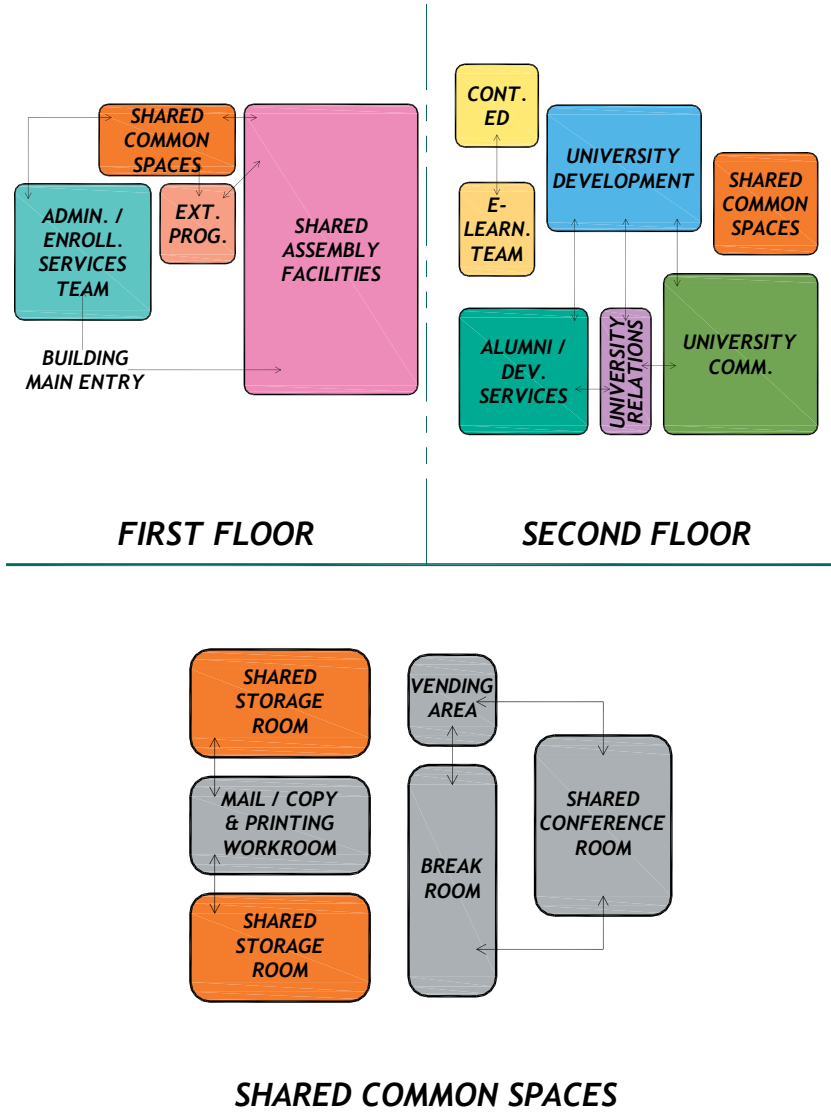 SHARED
COMMON
SPACES
ADMIN. /
ENROLL.
SERVICES
TEAM
EXT.
PROG.
SHARED
ASSEMBLY
FACILITIES
BUILDING
MAIN ENTRY
FIRST FLOOR
CONT.
ED
UNIVERSITY
DEVELOPMENT
SHARED
COMMON
SPACES
E-
LEARN.
TEAM
ALUMNI /
DEV.
SERVICES
UNIVERSITY
RELATIONS
UNIVERSITY
COMM.
SECOND FLOOR
SHARED
STORAGE
ROOM
MAIL / COPY
& PRINTING
WORKROOM
SHARED
STORAGE
ROOM
VENDING
AREA
BREAK
ROOM
SHARED
CONFERENCE
ROOM
SHARED COMMON SPACES